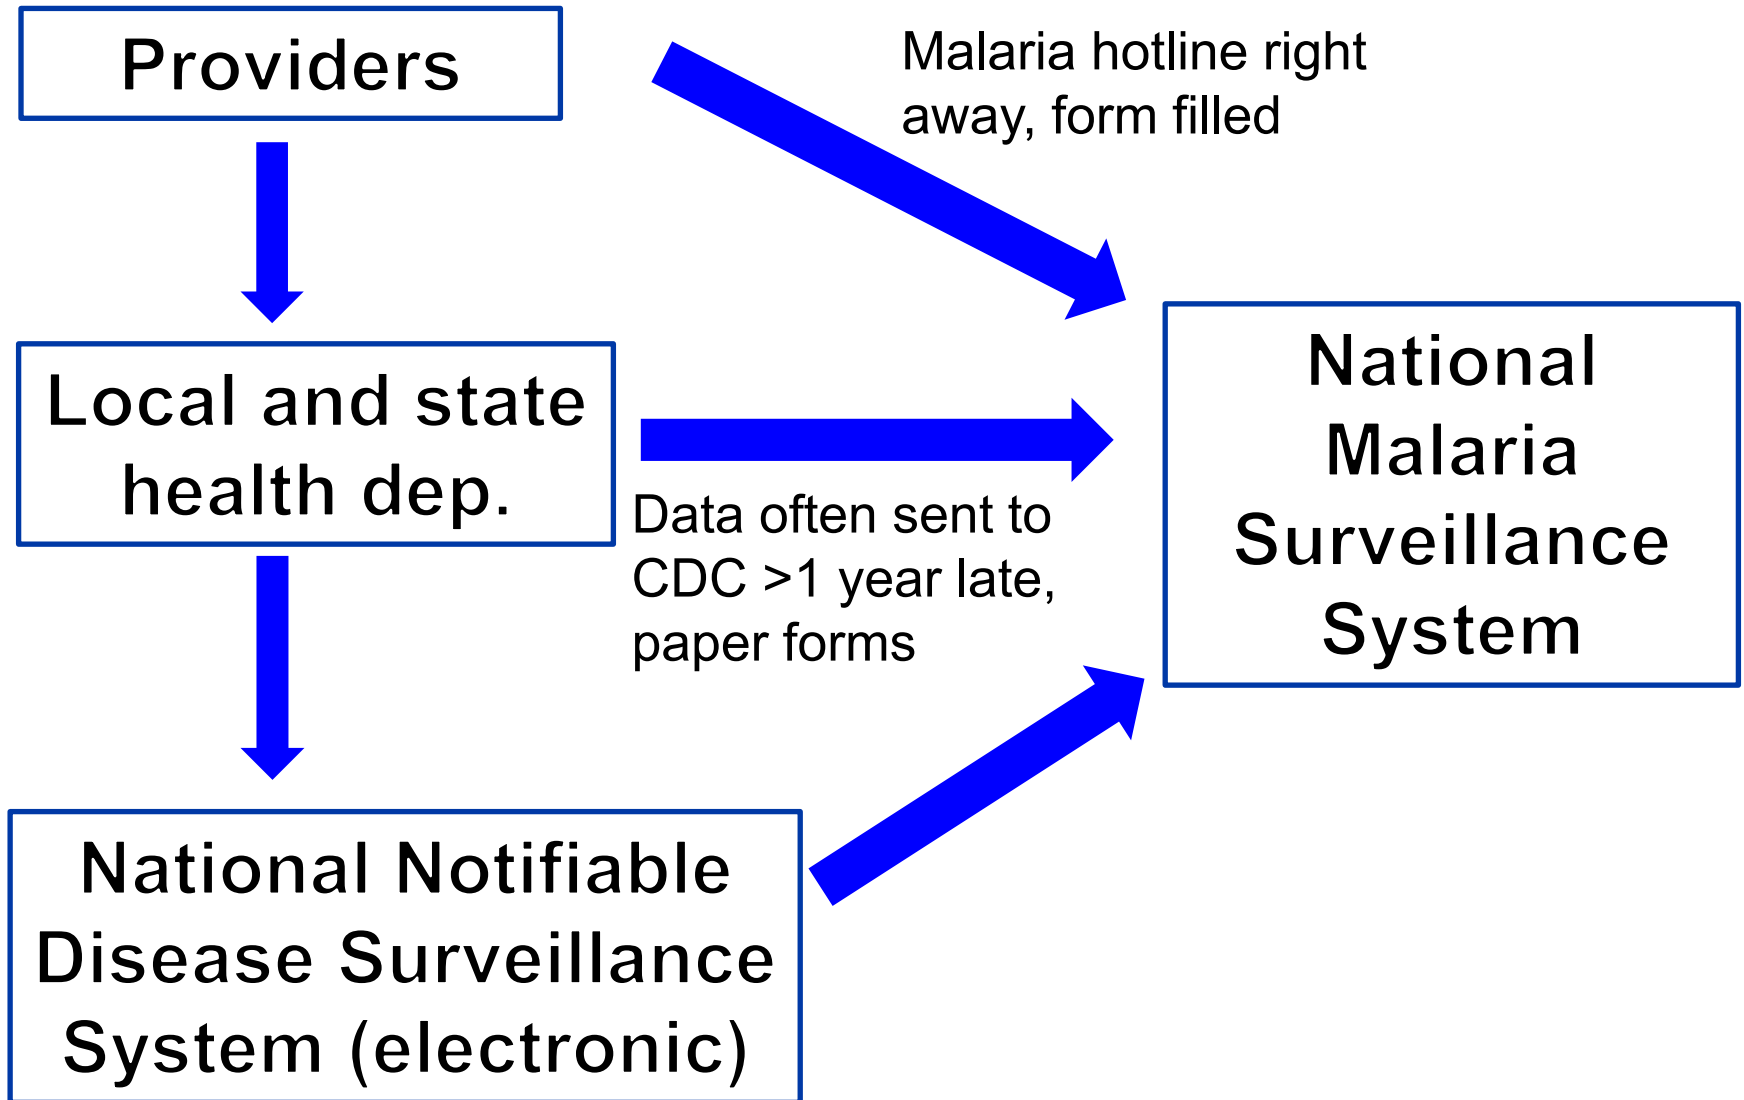 Providers
Malaria hotline right
away, form filled
Local and state
health dep.
Data often sent to
CDC >1 year late,
paper forms
National
Malaria
Surveillance
System
National Notifiable
Disease Surveillance
System (electronic)